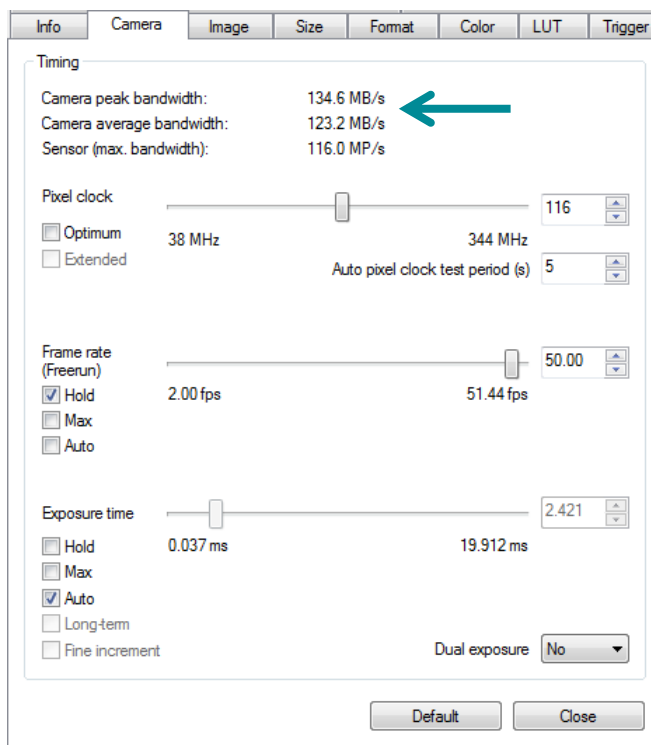 Info Camera Image Size Format Color LUT Trigger
Timing
Camera peak bandwidth: 134.6 MB/s
Camera average bandwidth: 123.2 MB/s
Sensor (max. bandwidth): 116.0 MP/s
Pixel clock 116
Optimum 38 MHz 344 MHz
Extended Auto pixel clock test period (s) 5
Frame rate
(Freerun) 50.00
Hold 2.00 fps 51.44 fps
Max
Auto
Exposure time 2.421
Hold 0.037 ms 19.912 ms
Max
Auto
Long-term
Fine increment Dual exposure No
Default Close